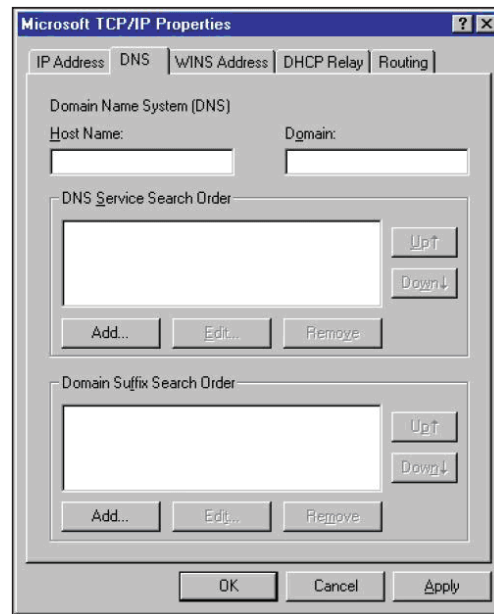 Microsoft TCP/IP Properties ? ×
IP Address DNS WINS Address DHCP Relay Routing
Domain Name System (DNS)
Host Name: Domain:
DNS Service Search Order
Up↑
Down↓
Add... Edit... Remove
Domain Suffix Search Order
Up↑
Down↓
Add... Edit... Remove
OK Cancel Apply